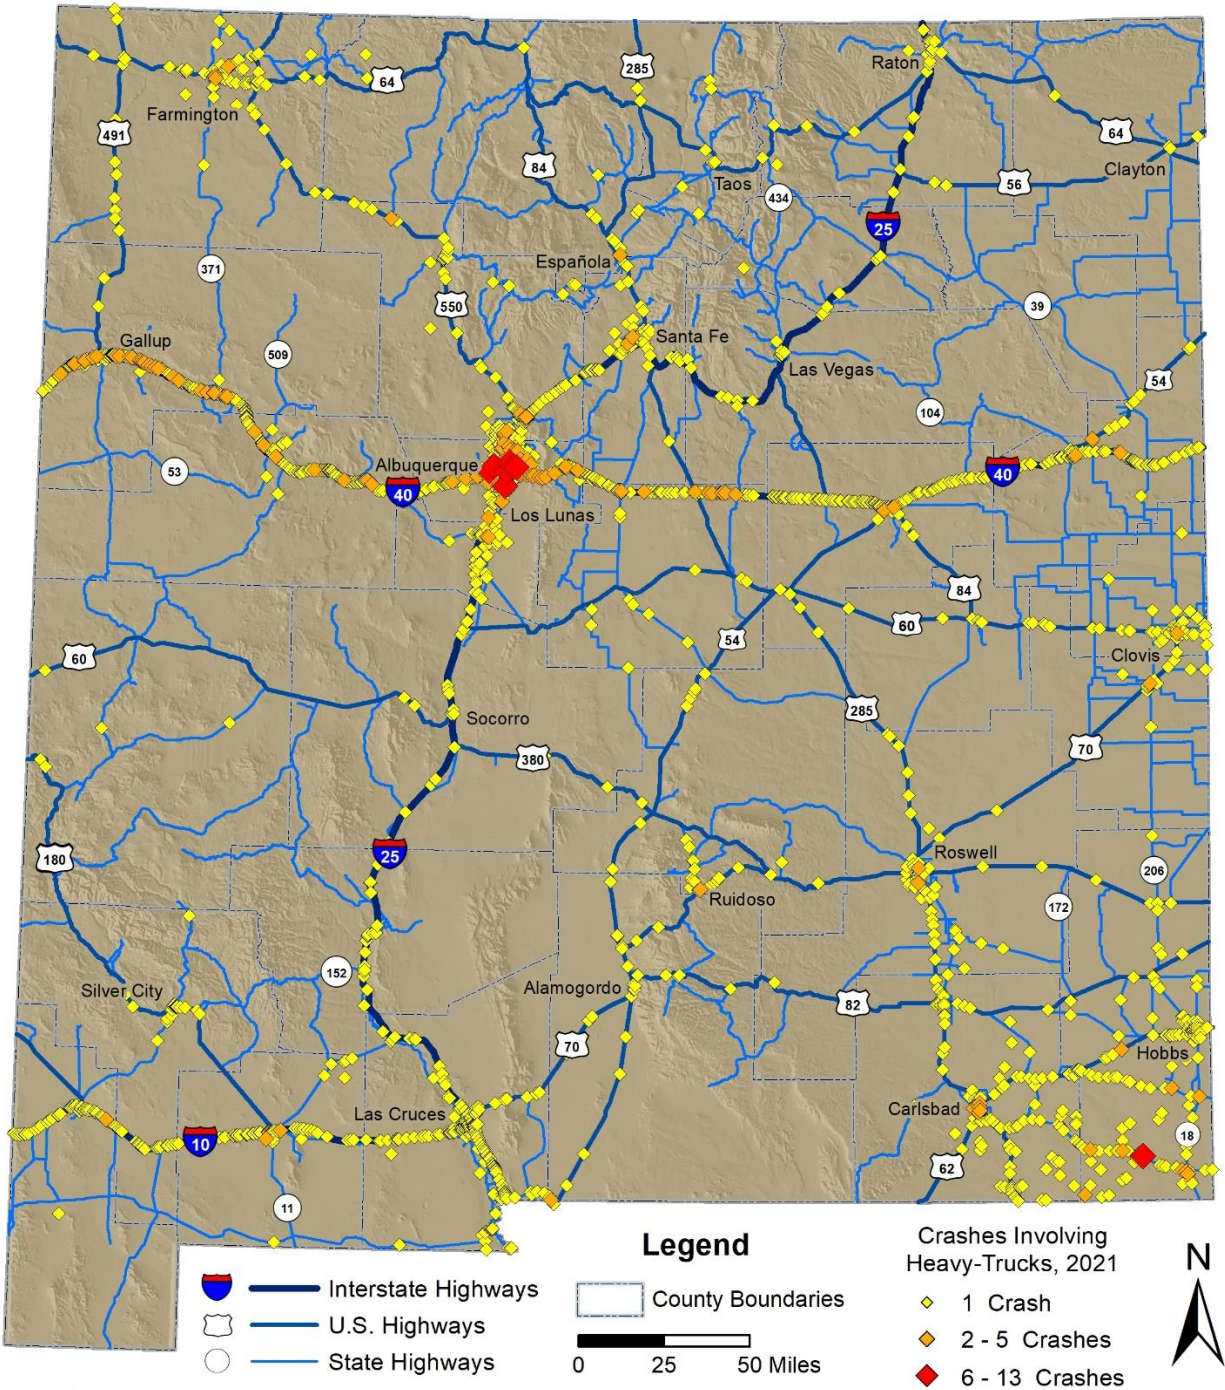 285
Raton
64
Farmington
491
64
84
Clayton
Taos
56
434
25
Española
371
550
39
Santa Fe
Gallup
509
Las Vegas
54
104
Albuquerque
53
40
40
Los Lunas
84
60
54
Clovis
60
285
Socorro
70
380
25
180
Roswell
206
Ruidoso
172
152
Silver City
Alamogordo
82
70
Hobbs
Las Cruces
Carlsbad
10
18
62
11
Legend
Interstate Highways
U.S. Highways
State Highways
County Boundaries
0 25 50 Miles
Crashes Involving
Heavy-Trucks, 2021
1 Crash
2 - 5 Crashes
6 - 13 Crashes
N